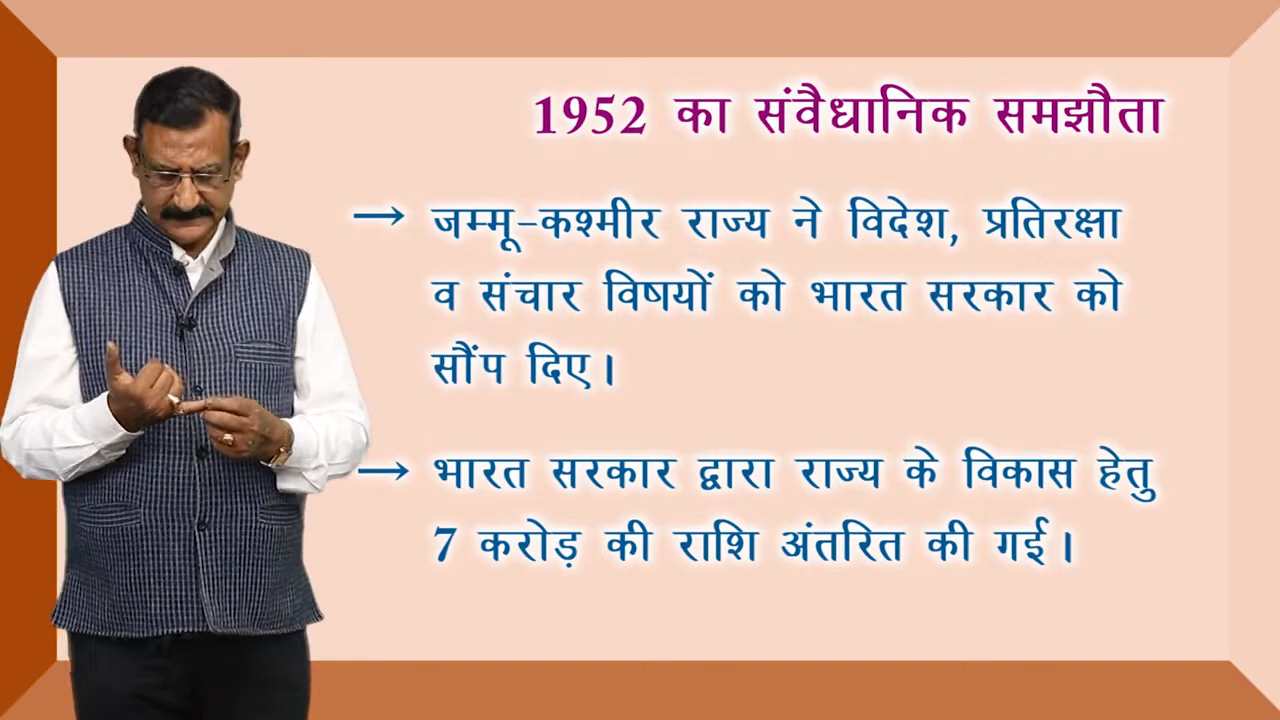 1952 का संवैधानिक समझौता
→ जम्मू-कश्मीर राज्य ने विदेश, प्रतिरक्षा
व संचार विषयों को भारत सरकार को
सौंप दिए।
→ भारत सरकार द्वारा राज्य के विकास हेतु
7 करोड़ की राशि अंतरित की गई।